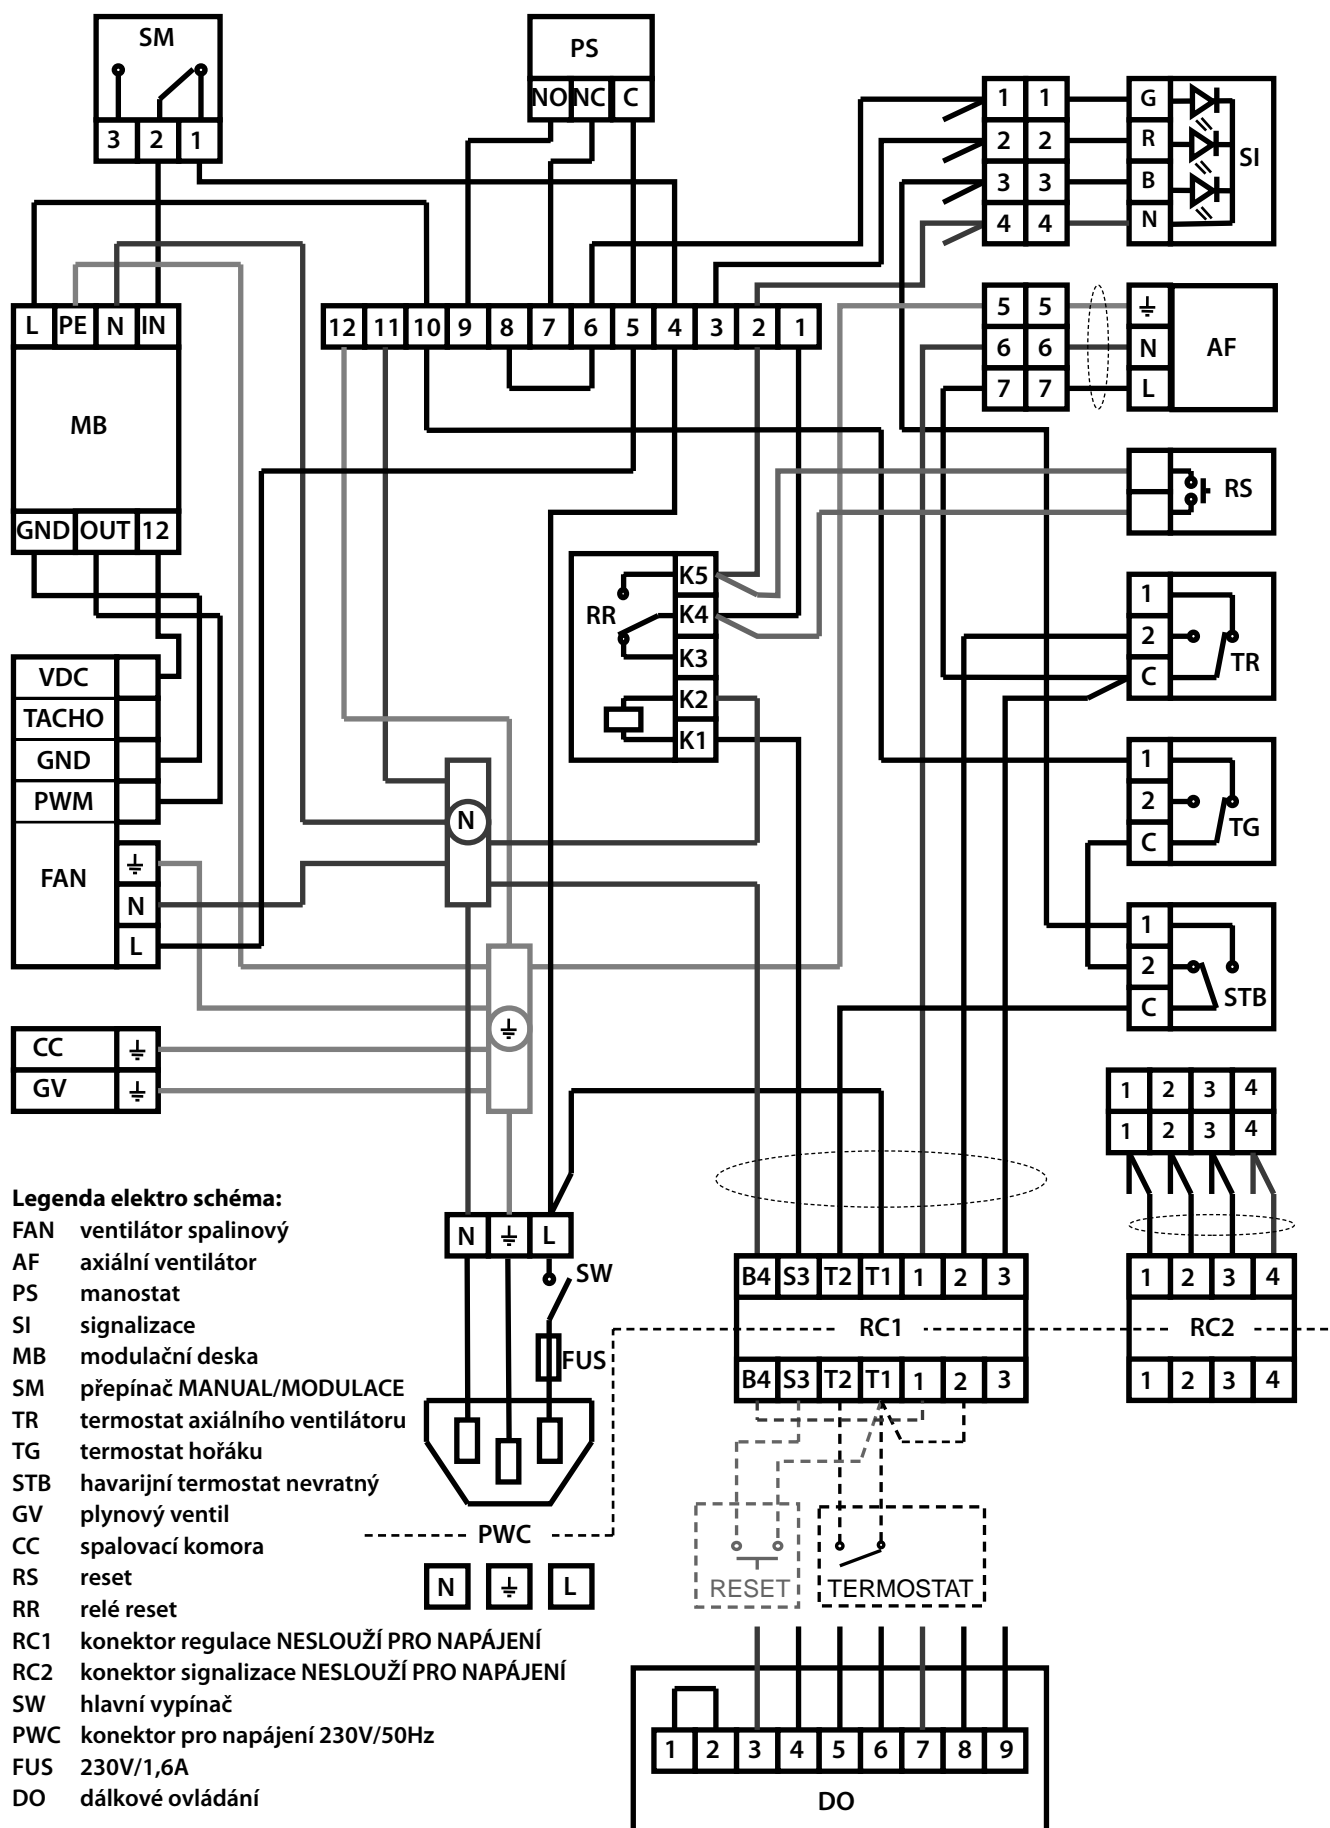 SM
3 2 1
PS
NO NC C
1 1 G
2 2 R
3 3 B
4 4 N
SI
L PE N IN
MB
GND OUT 12
12 11 10 9 8 7 6 5 4 3 2 1
5 5
6 6 N
7 7 L
AF
RS
K5
K4
K3
K2
K1
RR
1
2
C
TR
1
2
C
TG
1
2
C
STB
VDC
TACHO
GND
PWM
FAN
N
L
N
CC
GV
1 2 3 4
1 2 3 4
Legenda elektro schéma:
FAN ventilátor spalinový
AF axiální ventilátor
PS manostat
SI signalizace
MB modulační deska
SM přepínač MANUAL/MODULACE
TR termostat axiálního ventilátoru
TG termostat hořáku
STB havarijní termostat nevratný
GV plynový ventil
CC spalovací komora
RS reset
RR relé reset
RC1 konektor regulace NESLOUŽÍ PRO NAPÁJENÍ
RC2 konektor signalizace NESLOUŽÍ PRO NAPÁJENÍ
SW hlavní vypínač
PWC konektor pro napájení 230V/50Hz
FUS 230V/1,6A
DO dálkové ovládání
N L
SW
FUS
PWC
N L
B4 S3 T2 T1 1 2 3
RC1
B4 S3 T2 T1 1 2 3
1 2 3 4
RC2
1 2 3 4
RESET
TERMOSTAT
1 2 3 4 5 6 7 8 9
DO